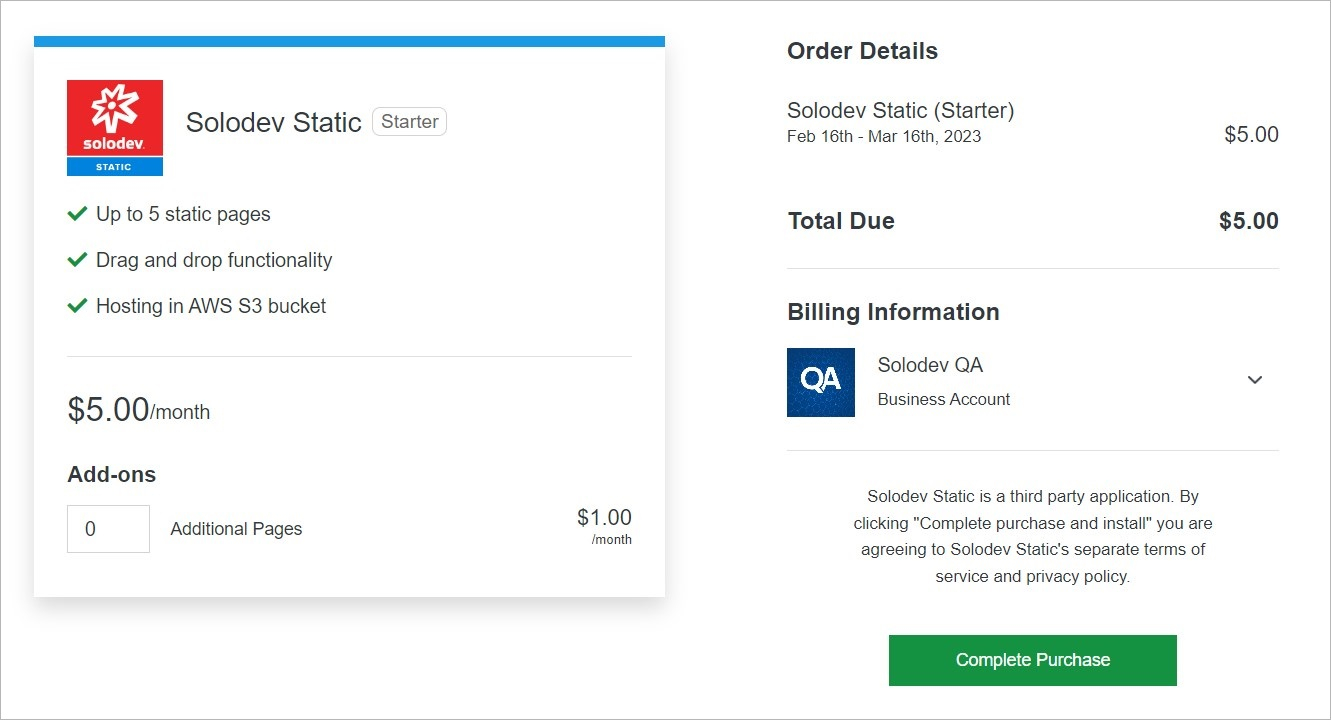 solodev
STATIC
Solodev Static Starter
Up to 5 static pages
Drag and drop functionality
Hosting in AWS S3 bucket
$5.00/month
Add-ons
0 Additional Pages $1.00
/month
Order Details
Solodev Static (Starter)
Feb 16th - Mar 16th, 2023 $5.00
Total Due $5.00
Billing Information
QA
Solodev QA
Business Account
Solodev Static is a third party application. By
clicking "Complete purchase and install" you are
agreeing to Solodev Static's separate terms of
service and privacy policy.
Complete Purchase